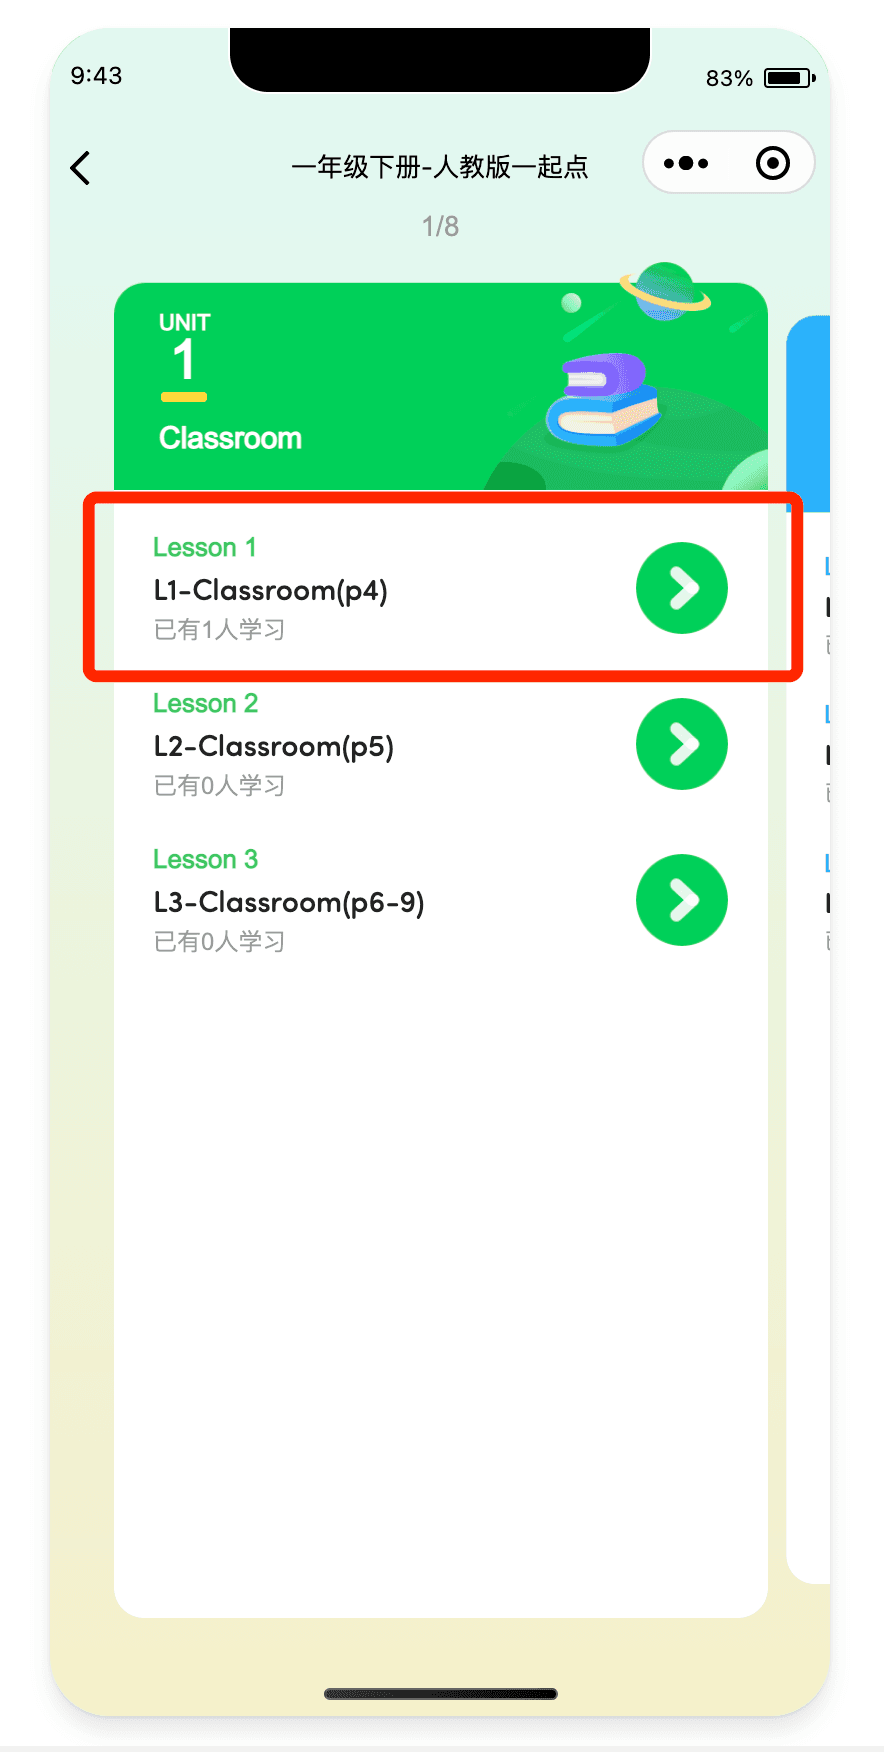 9:43
83%
一年级下册-人教版一起点
1/8
UNIT
1
Classroom
Lesson 1
L1-Classroom(p4)
已有1人学习
Lesson 2
L2-Classroom(p5)
已有0人学习
Lesson 3
L3-Classroom(p6-9)
已有0人学习